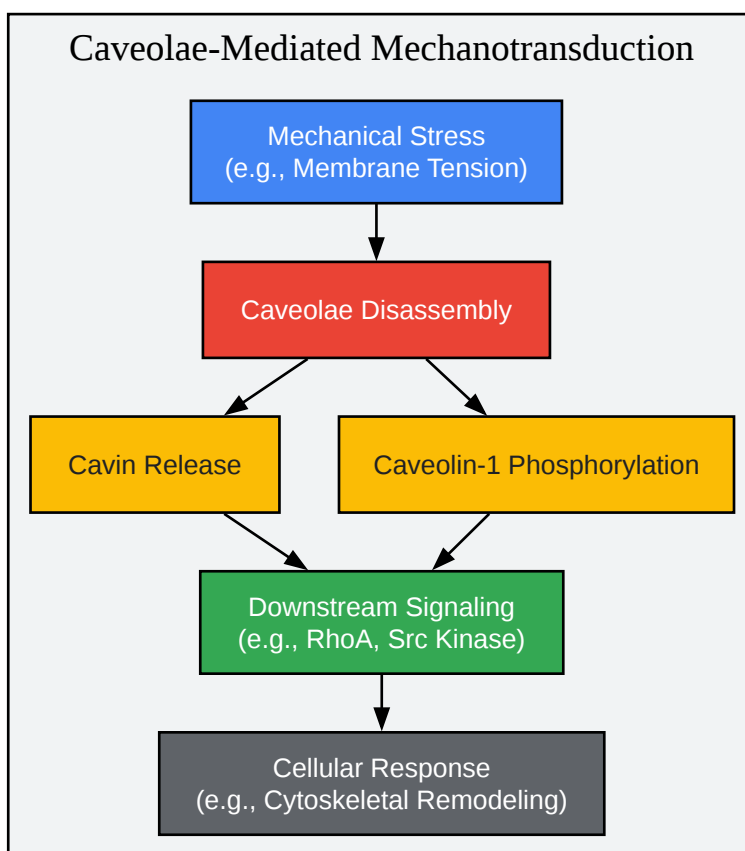 Caveolae-Mediated Mechanotransduction
Mechanical Stress
(e.g., Membrane Tension)
Caveolae Disassembly
Cavin Release
Caveolin-1 Phosphorylation
Downstream Signaling
(e.g., RhoA, Src Kinase)
Cellular Response
(e.g., Cytoskeletal Remodeling)